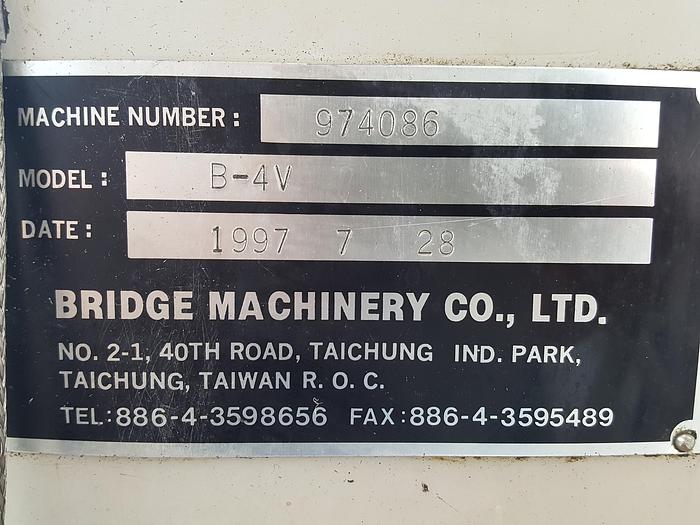 MACHINE NUMBER: 974086
MODEL: B-4V
DATE: 1997 7 28
BRIDGE MACHINERY CO., LTD.
NO. 2-1, 40TH ROAD, TAICHUNG IND. PARK,
TAICHUNG, TAIWAN R. O. C.
TEL:886-4-3598656 FAX:886-4-3595489